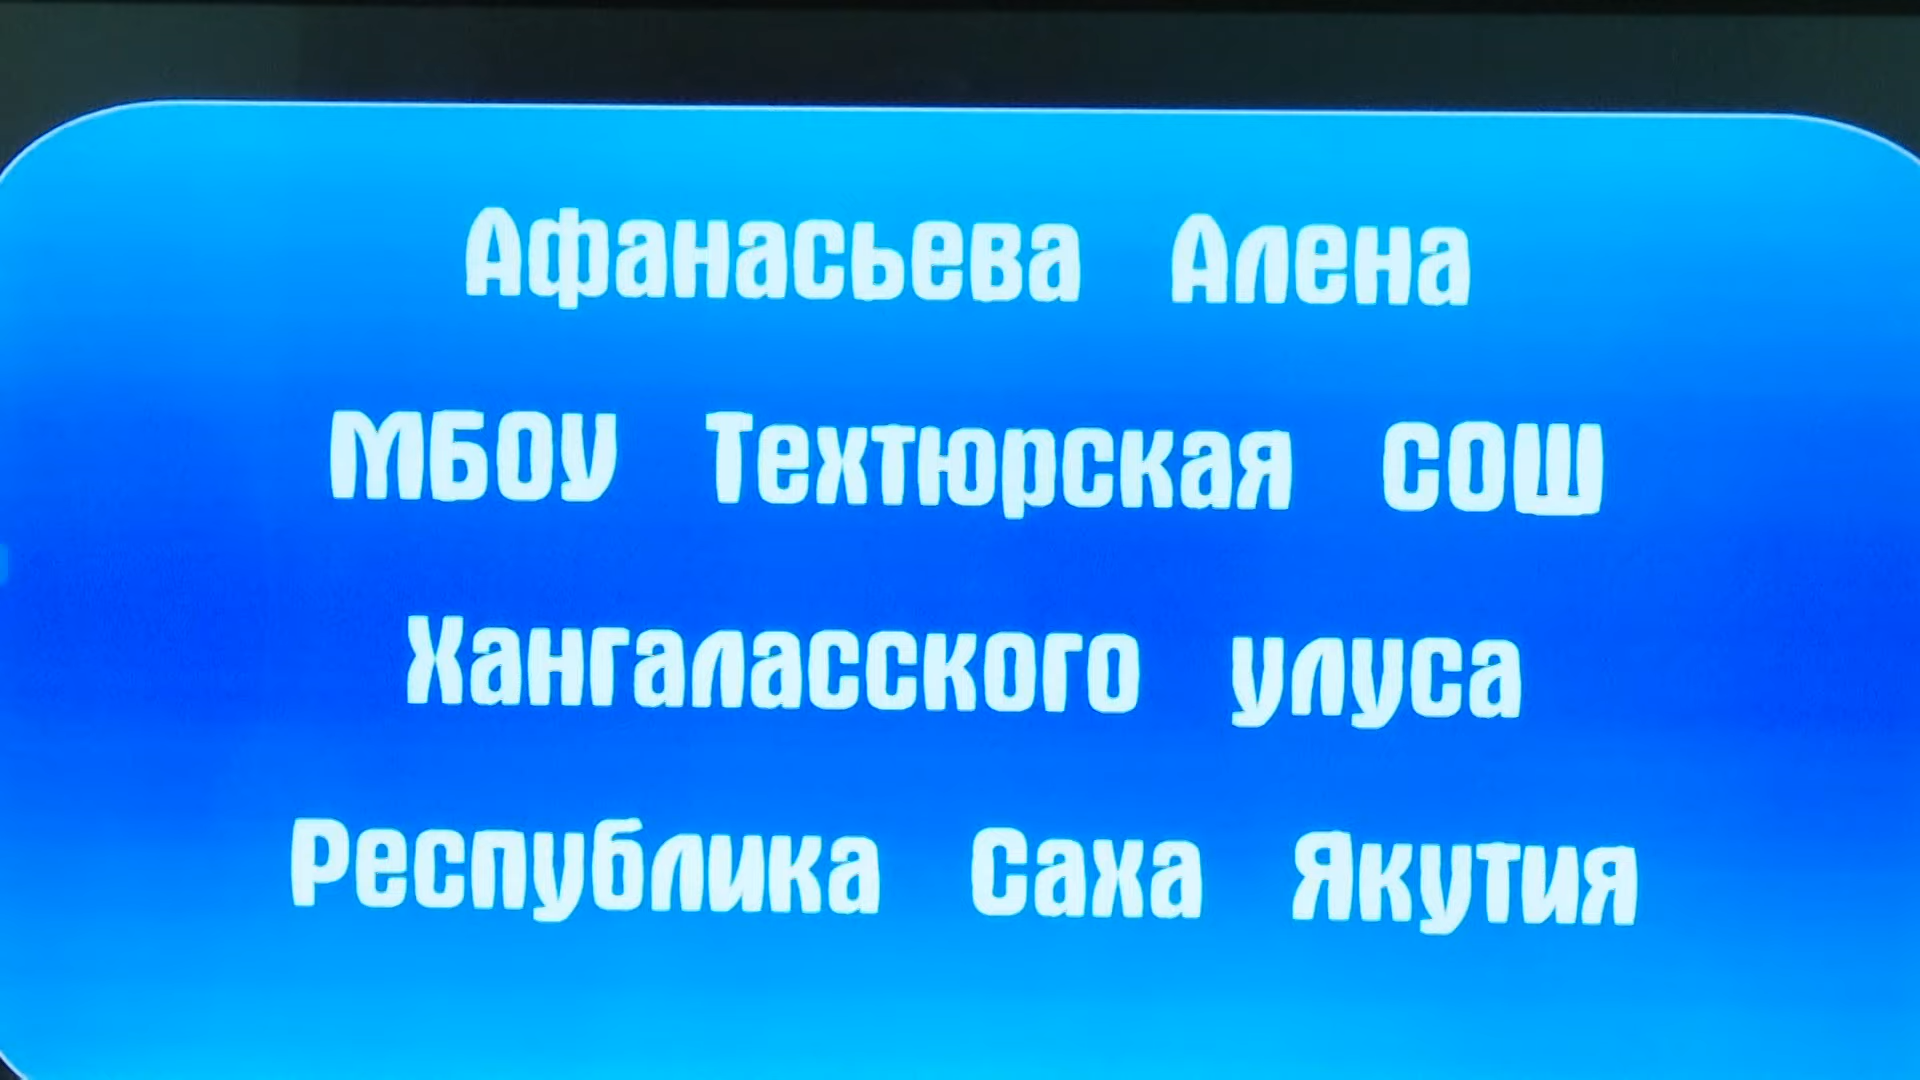 Афанасьева Алена
МБОУ Техтюрская СОШ
Хангаласского улуса
Республика Саха Якутия